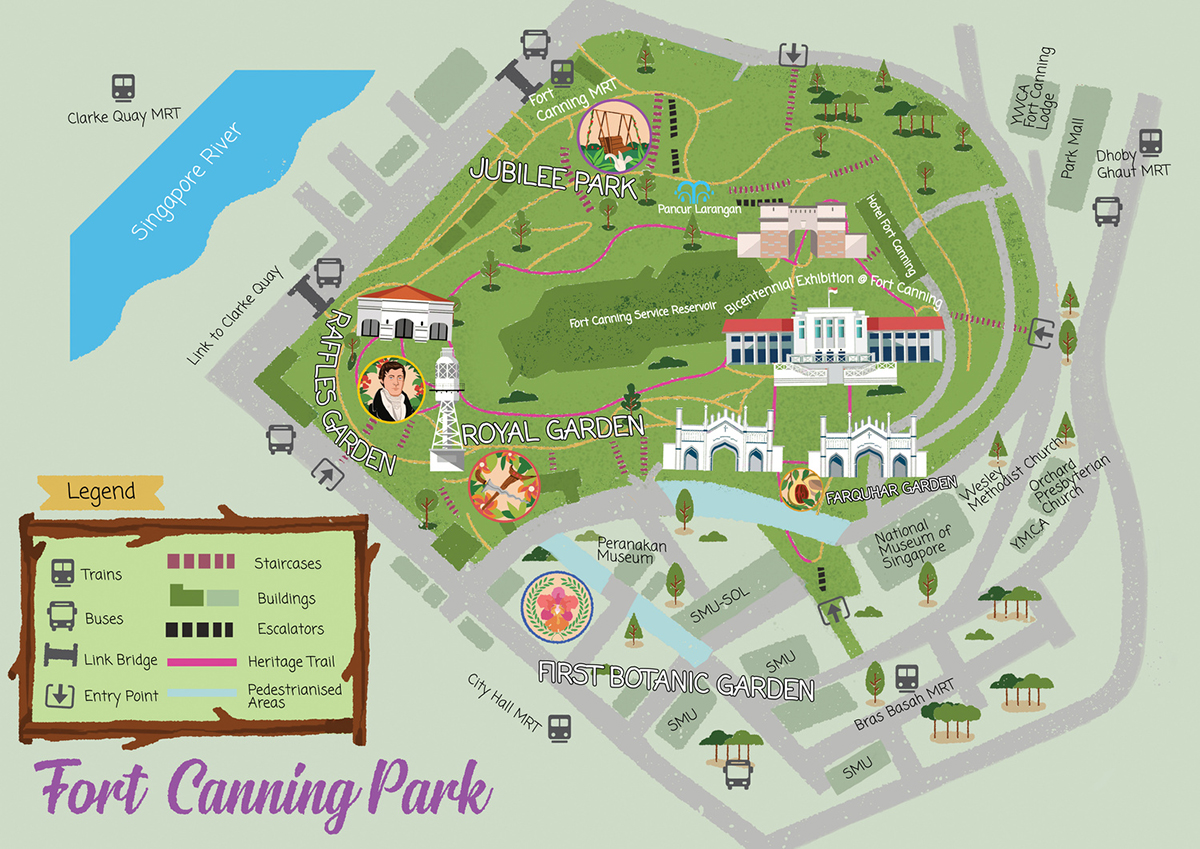 Clarke Quay MRT
Singapore River
Link to Clarke Quay
Fort
Canning MRT
JUBILEE PARK
Pancur Larangan
Hotel Fort Canning
YWCA
Fort Canning
Lodge
Park Mall
Dhoby
Ghaut MRT
Fort Canning Service Reservoir
Bicentennial Exhibition @ Fort Canning
RAFFLES GARDEN
ROYAL GARDEN
FARQUHAR GARDEN
Wesley
Methodist Church
Orchard
Presbyterian
Church
Y.M.C.A
National
Museum of
Singapore
Peranakan
Museum
SMU-SOL
SMU
FIRST BOTANIC GARDEN
SMU
SMU
Bras Basah MRT
City Hall MRT
Legend
Trains
Buses
Link Bridge
Entry Point
Staircases
Buildings
Escalators
Heritage Trail
Pedestrianised
Areas
Fort Canning Park